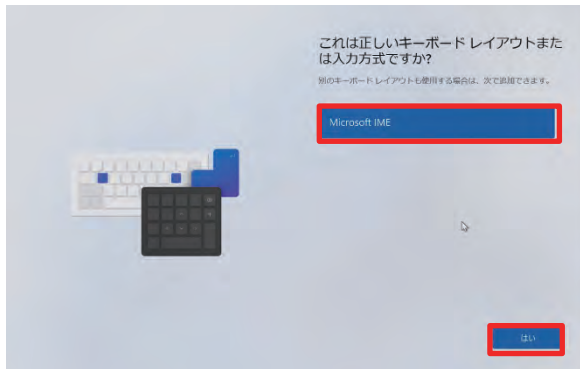 これは正しいキーボード レイアウトまた
は入力方式ですか?
別のキーボード レイアウトも使用する場合は、次で追加できます。
Microsoft IME
はい